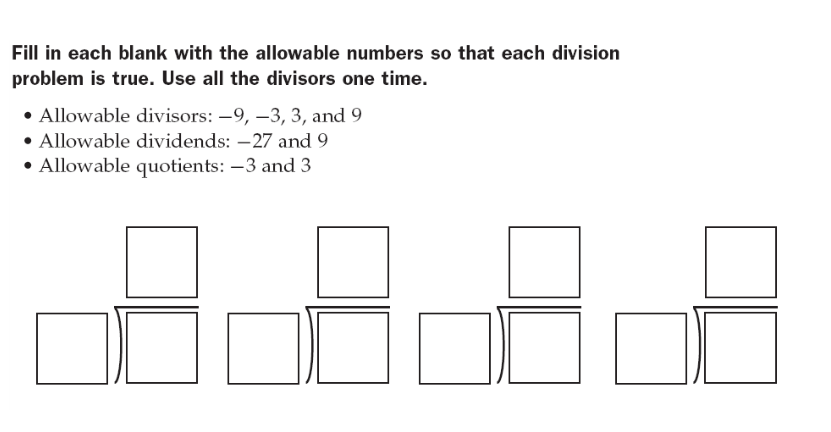 Fill in each blank with the allowable numbers so that each division
problem is true. Use all the divisors one time.
• Allowable divisors: –9, –3, 3, and 9
• Allowable dividends: –27 and 9
• Allowable quotients: –3 and 3